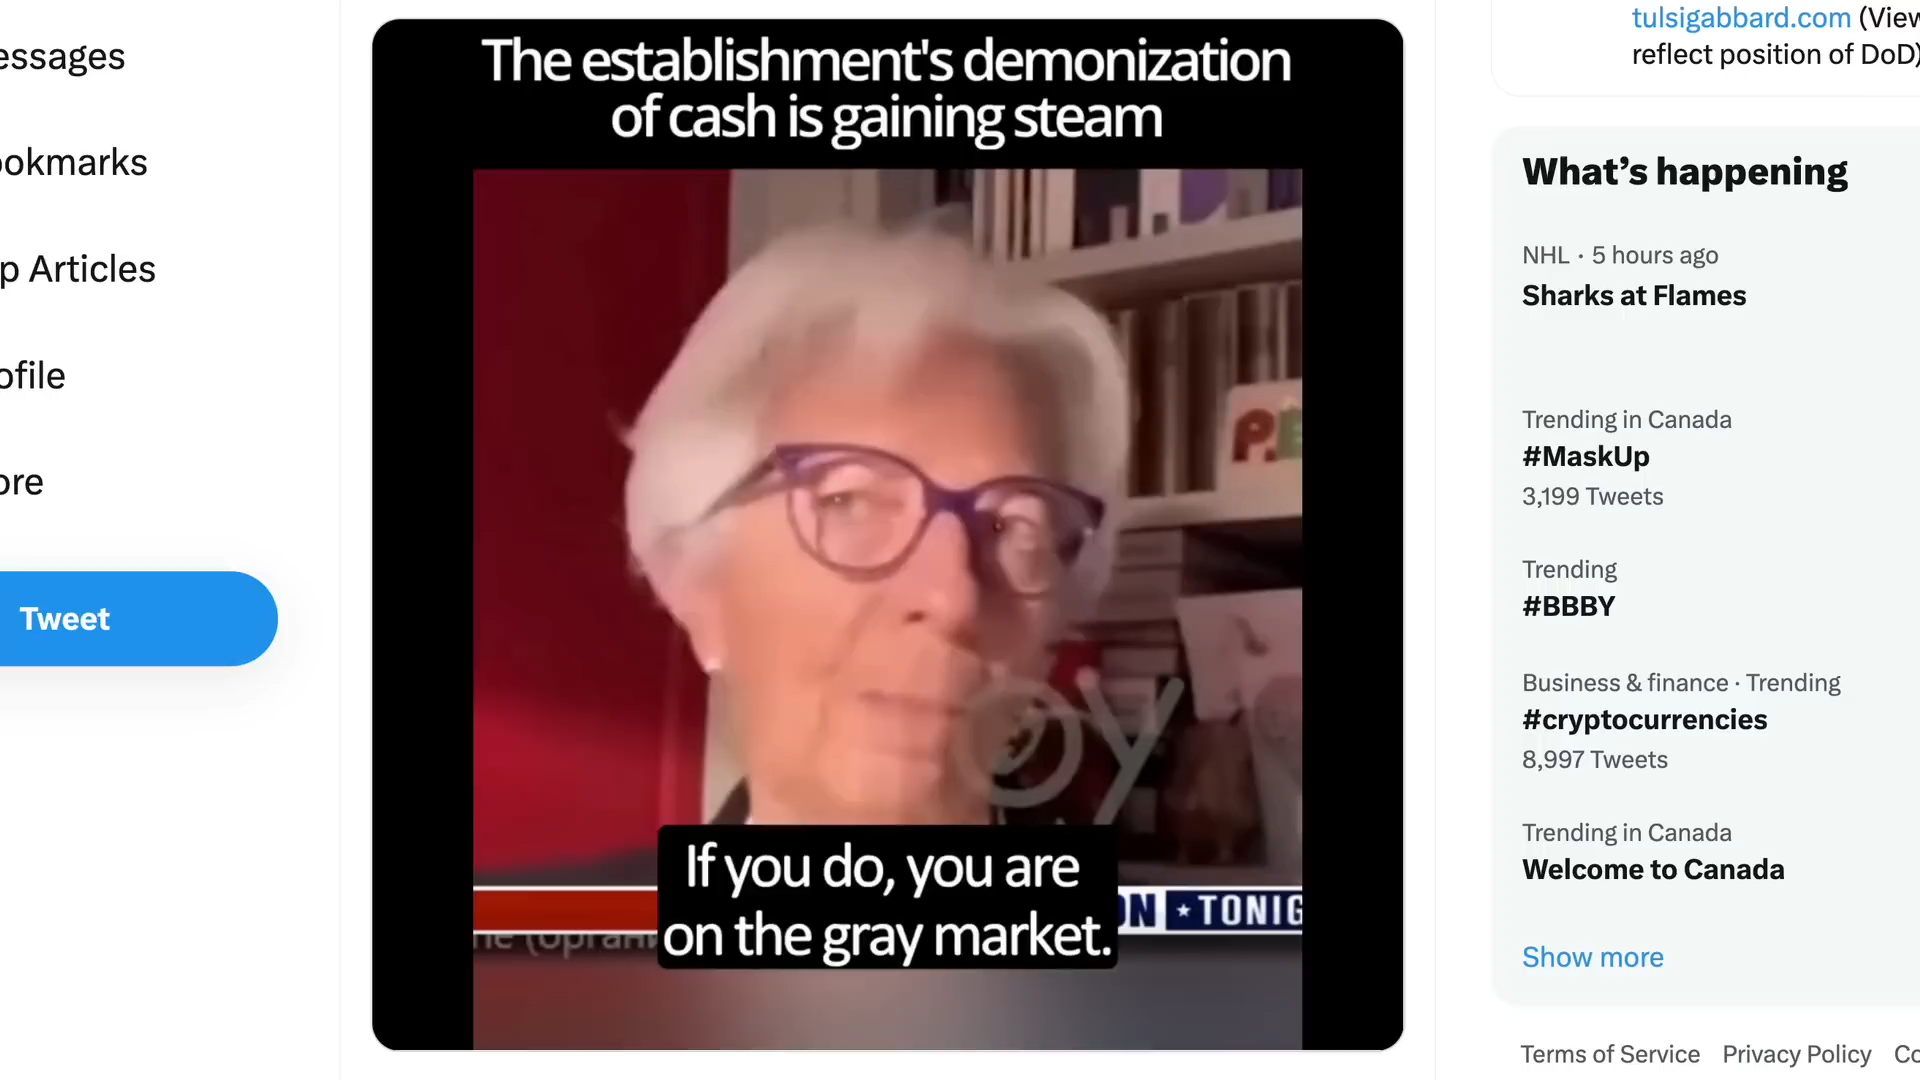 essages
ookmarks
p Articles
ofile
ore
Tweet
The establishment's demonization
of cash is gaining steam
If you do, you are
on the gray market.
TONIG
tulsigabbard.com (View
reflect position of DoD)
What's happening
NHL · 5 hours ago
Sharks at Flames
Trending in Canada
#MaskUp
3,199 Tweets
Trending
#BBBY
Business & finance · Trending
#cryptocurrencies
8,997 Tweets
Trending in Canada
Welcome to Canada
Show more
Terms of Service Privacy Policy Co